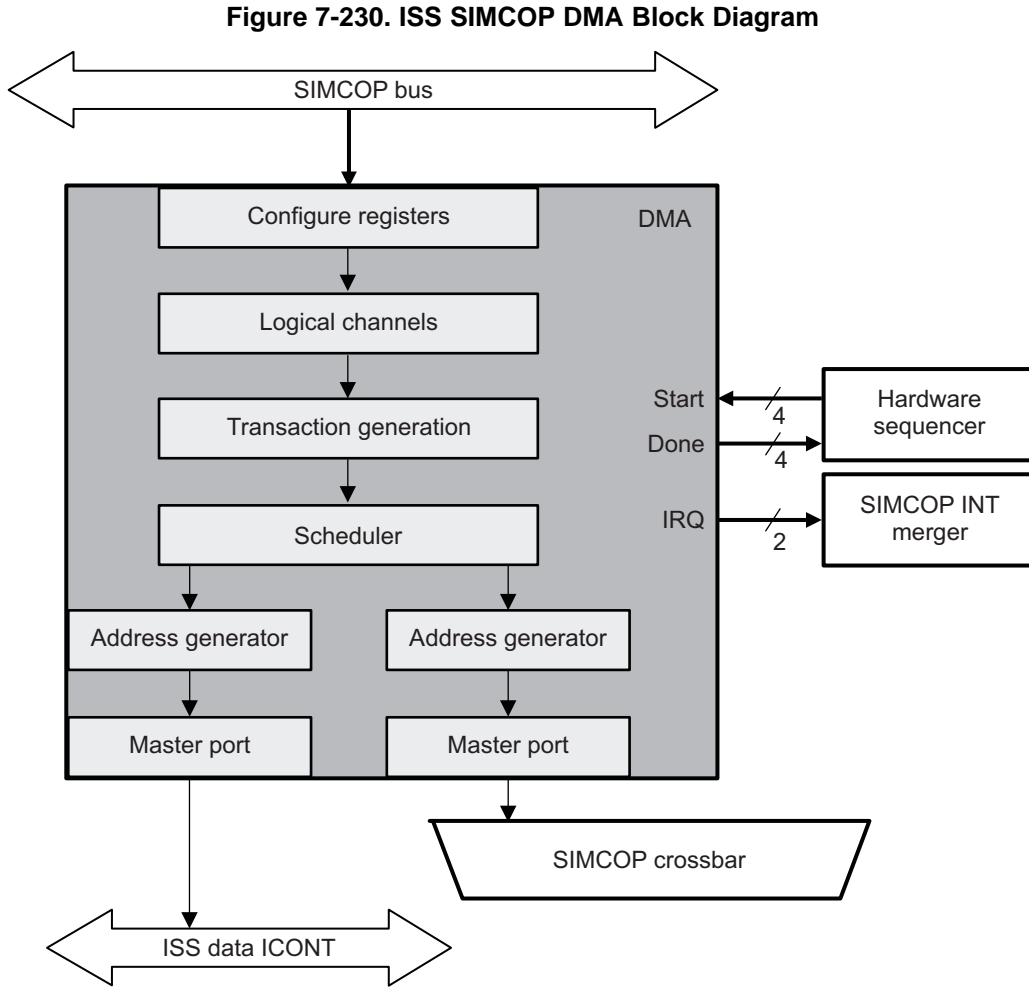 Figure 7-230. ISS SIMCOP DMA Block Diagram
SIMCOP bus
Configure registers
DMA
Logical channels
Transaction generation
Start
4
Hardware
sequencer
Done
4
Scheduler
IRQ
2
SIMCOP INT
merger
Address generator
Address generator
Master port
Master port
SIMCOP crossbar
ISS data ICONT